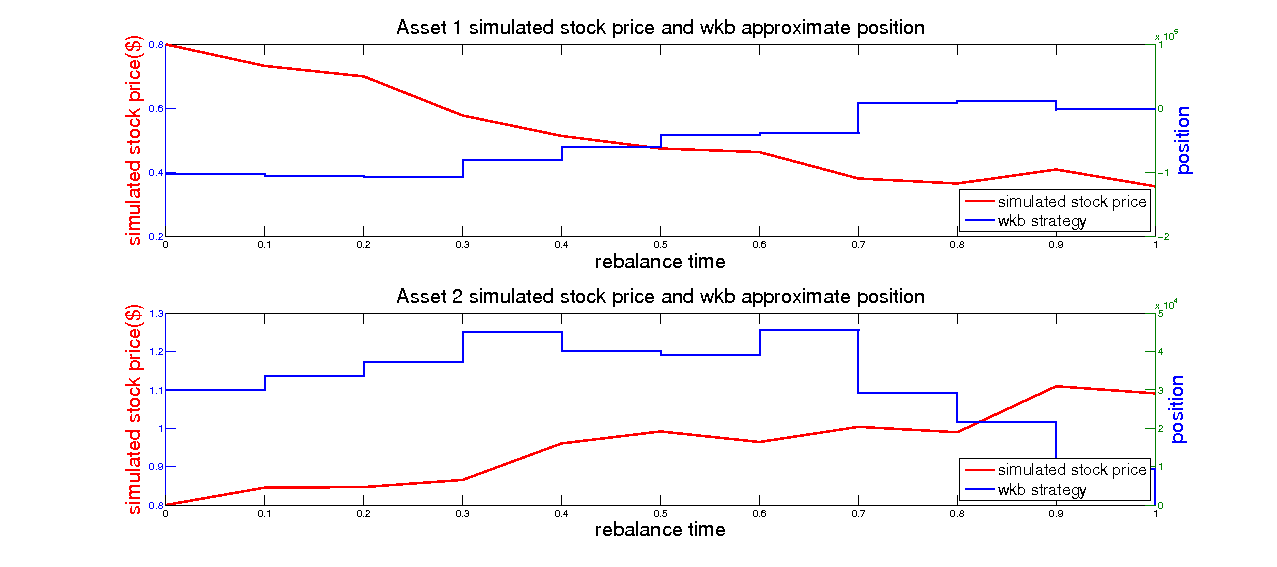 Asset 1 simulated stock price and wkb approximate position
x 10^5
simulated stock price($)
0.8
0.6
0.4
0.2
1
0
-1
-2
position
simulated stock price
wkb strategy
0 0.1 0.2 0.3 0.4 0.5 0.6 0.7 0.8 0.9 1
rebalance time
Asset 2 simulated stock price and wkb approximate position
x 10^4
simulated stock price($)
1.3
1.2
1.1
1
0.9
0.8
5
4
3
2
1
0
position
simulated stock price
wkb strategy
0 0.1 0.2 0.3 0.4 0.5 0.6 0.7 0.8 0.9 1
rebalance time